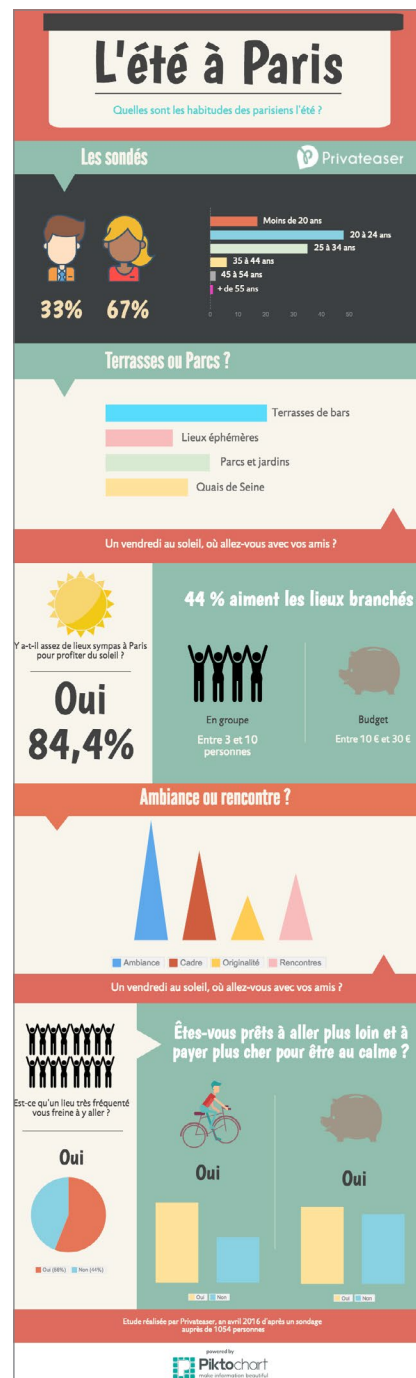 L'été à Paris
Quelles sont les habitudes des parisiens l'été ?
Les sondés
Privateaser
33%
67%
Moins de 20 ans
20 à 24 ans
25 à 34 ans
35 à 44 ans
45 à 54 ans
+ de 55 ans
0 10 20 30 40 50
Terrasses ou Parcs ?
Terrasses de bars
Lieux éphémères
Parcs et jardins
Quais de Seine
Un vendredi au soleil, où allez-vous avec vos amis ?
Y a-t-il assez de lieux sympas à Paris
pour profiter du soleil ?
Oui
84,4%
44 % aiment les lieux branchés
En groupe
Entre 3 et 10
personnes
Budget
Entre 10 € et 30 €
Ambiance ou rencontre ?
Ambiance
Cadre
Originalité
Rencontres
Un vendredi au soleil, où allez-vous avec vos amis ?
Est-ce qu'un lieu très fréquenté
vous freine à y aller ?
Oui
Non (44%)
Êtes-vous prêts à aller plus loin et à
payer plus cher pour être au calme ?
Oui
Oui Non
Oui
Oui Non
Etude réalisée par Privateaser, an avril 2016 d'après un sondage
auprès de 1054 personnes
powered by
Piktochart
make information beautiful